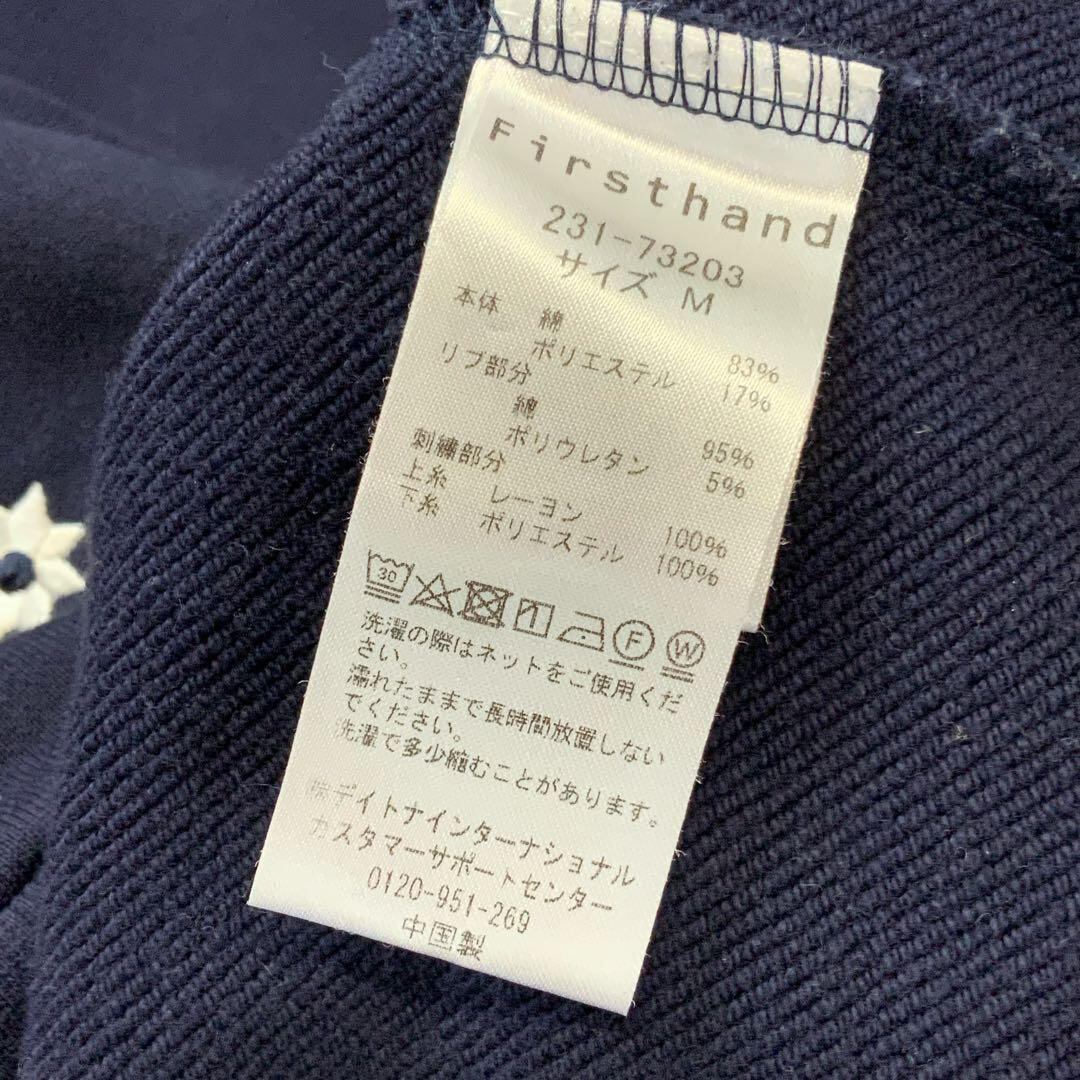 Firsthand
231-73203
サイズ M
本体 綿 83%
ポリエステル 17%
リブ部分
綿 95%
ポリウレタン 5%
刺繍部分
上糸 レーヨン 100%
下糸 ポリエステル 100%
30 F W
洗濯の際はネットをご使用くだ
さい。
濡れたままで長時間放置しない
でください。
洗濯で多少縮むことがあります。
㈱デイトナインターナショナル
カスタマーサポートセンター
0120-951-269
中国製